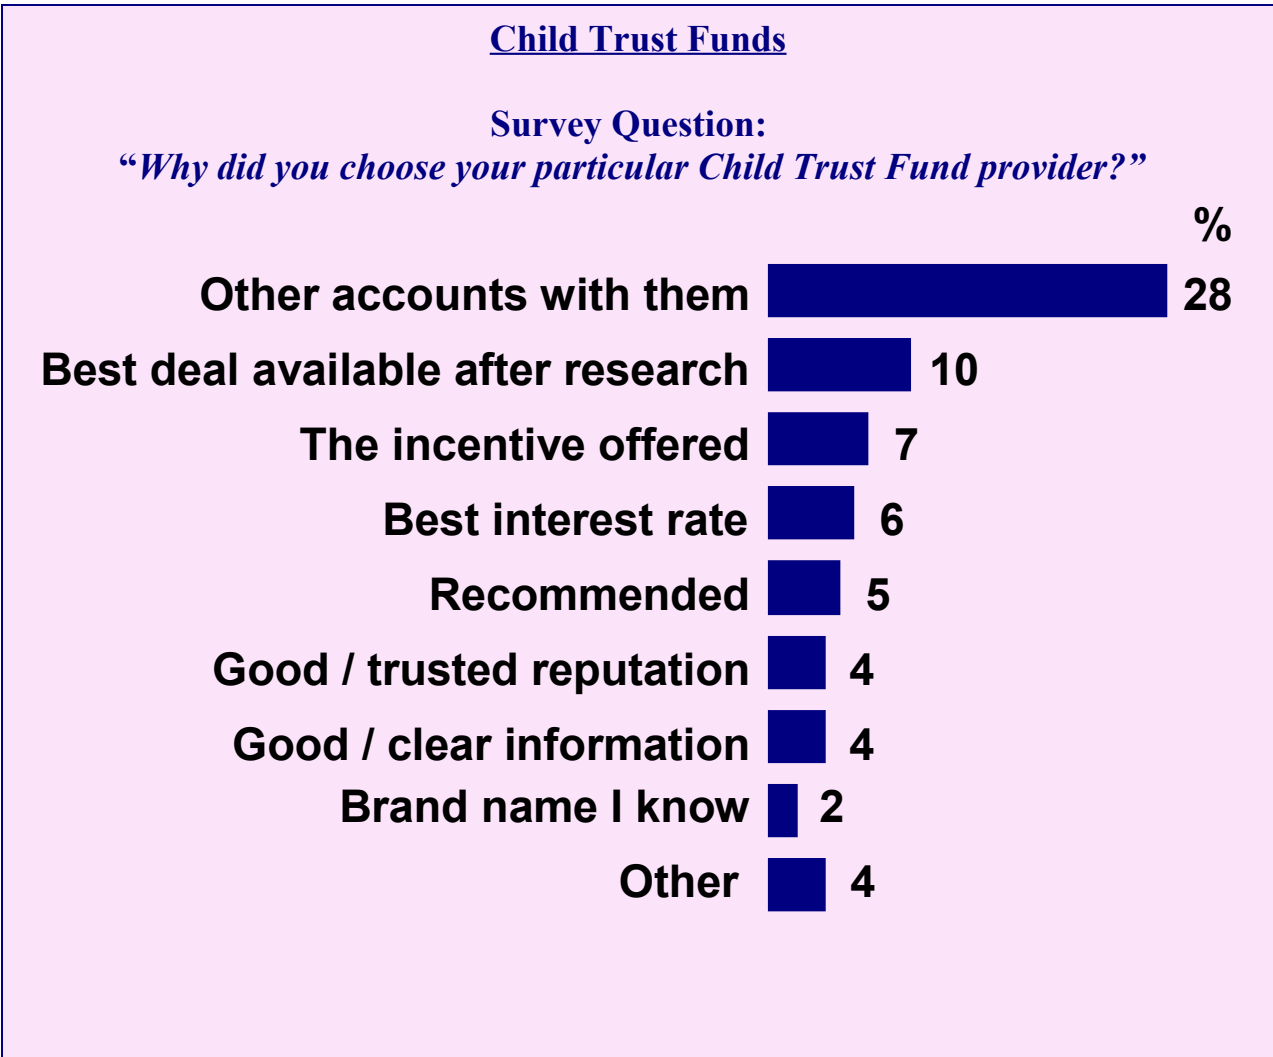 Child Trust Funds
Survey Question:
“Why did you choose your particular Child Trust Fund provider?”
%
Other accounts with them 28
Best deal available after research 10
The incentive offered 7
Best interest rate 6
Recommended 5
Good / trusted reputation 4
Good / clear information 4
Brand name I know 2
Other 4